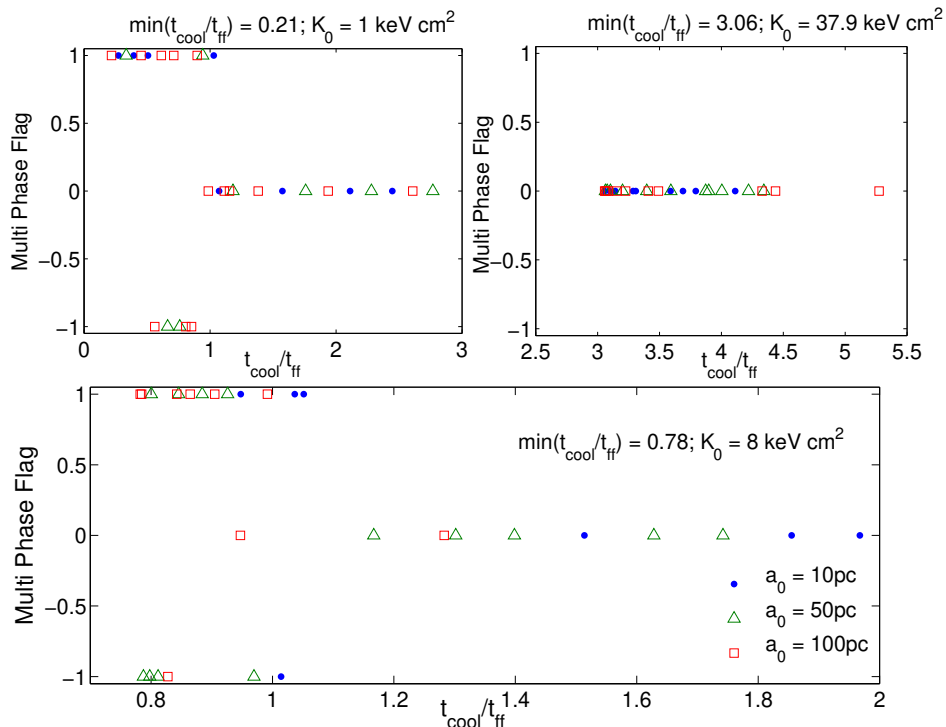 min(t_cool/t_ff) = 0.21; K_0 = 1 keV cm^2
min(t_cool/t_ff) = 3.06; K_0 = 37.9 keV cm^2
Multi Phase Flag
1
0.5
0
−0.5
−1
0
1
2
3
t_cool/t_ff
Multi Phase Flag
1
0.5
0
−0.5
−1
2.5
3
3.5
4
4.5
5
5.5
t_cool/t_ff
min(t_cool/t_ff) = 0.78; K_0 = 8 keV cm^2
Multi Phase Flag
1
0.5
0
−0.5
−1
a_0 = 10pc
a_0 = 50pc
a_0 = 100pc
0.8
1
1.2
1.4
1.6
1.8
2
t_cool/t_ff